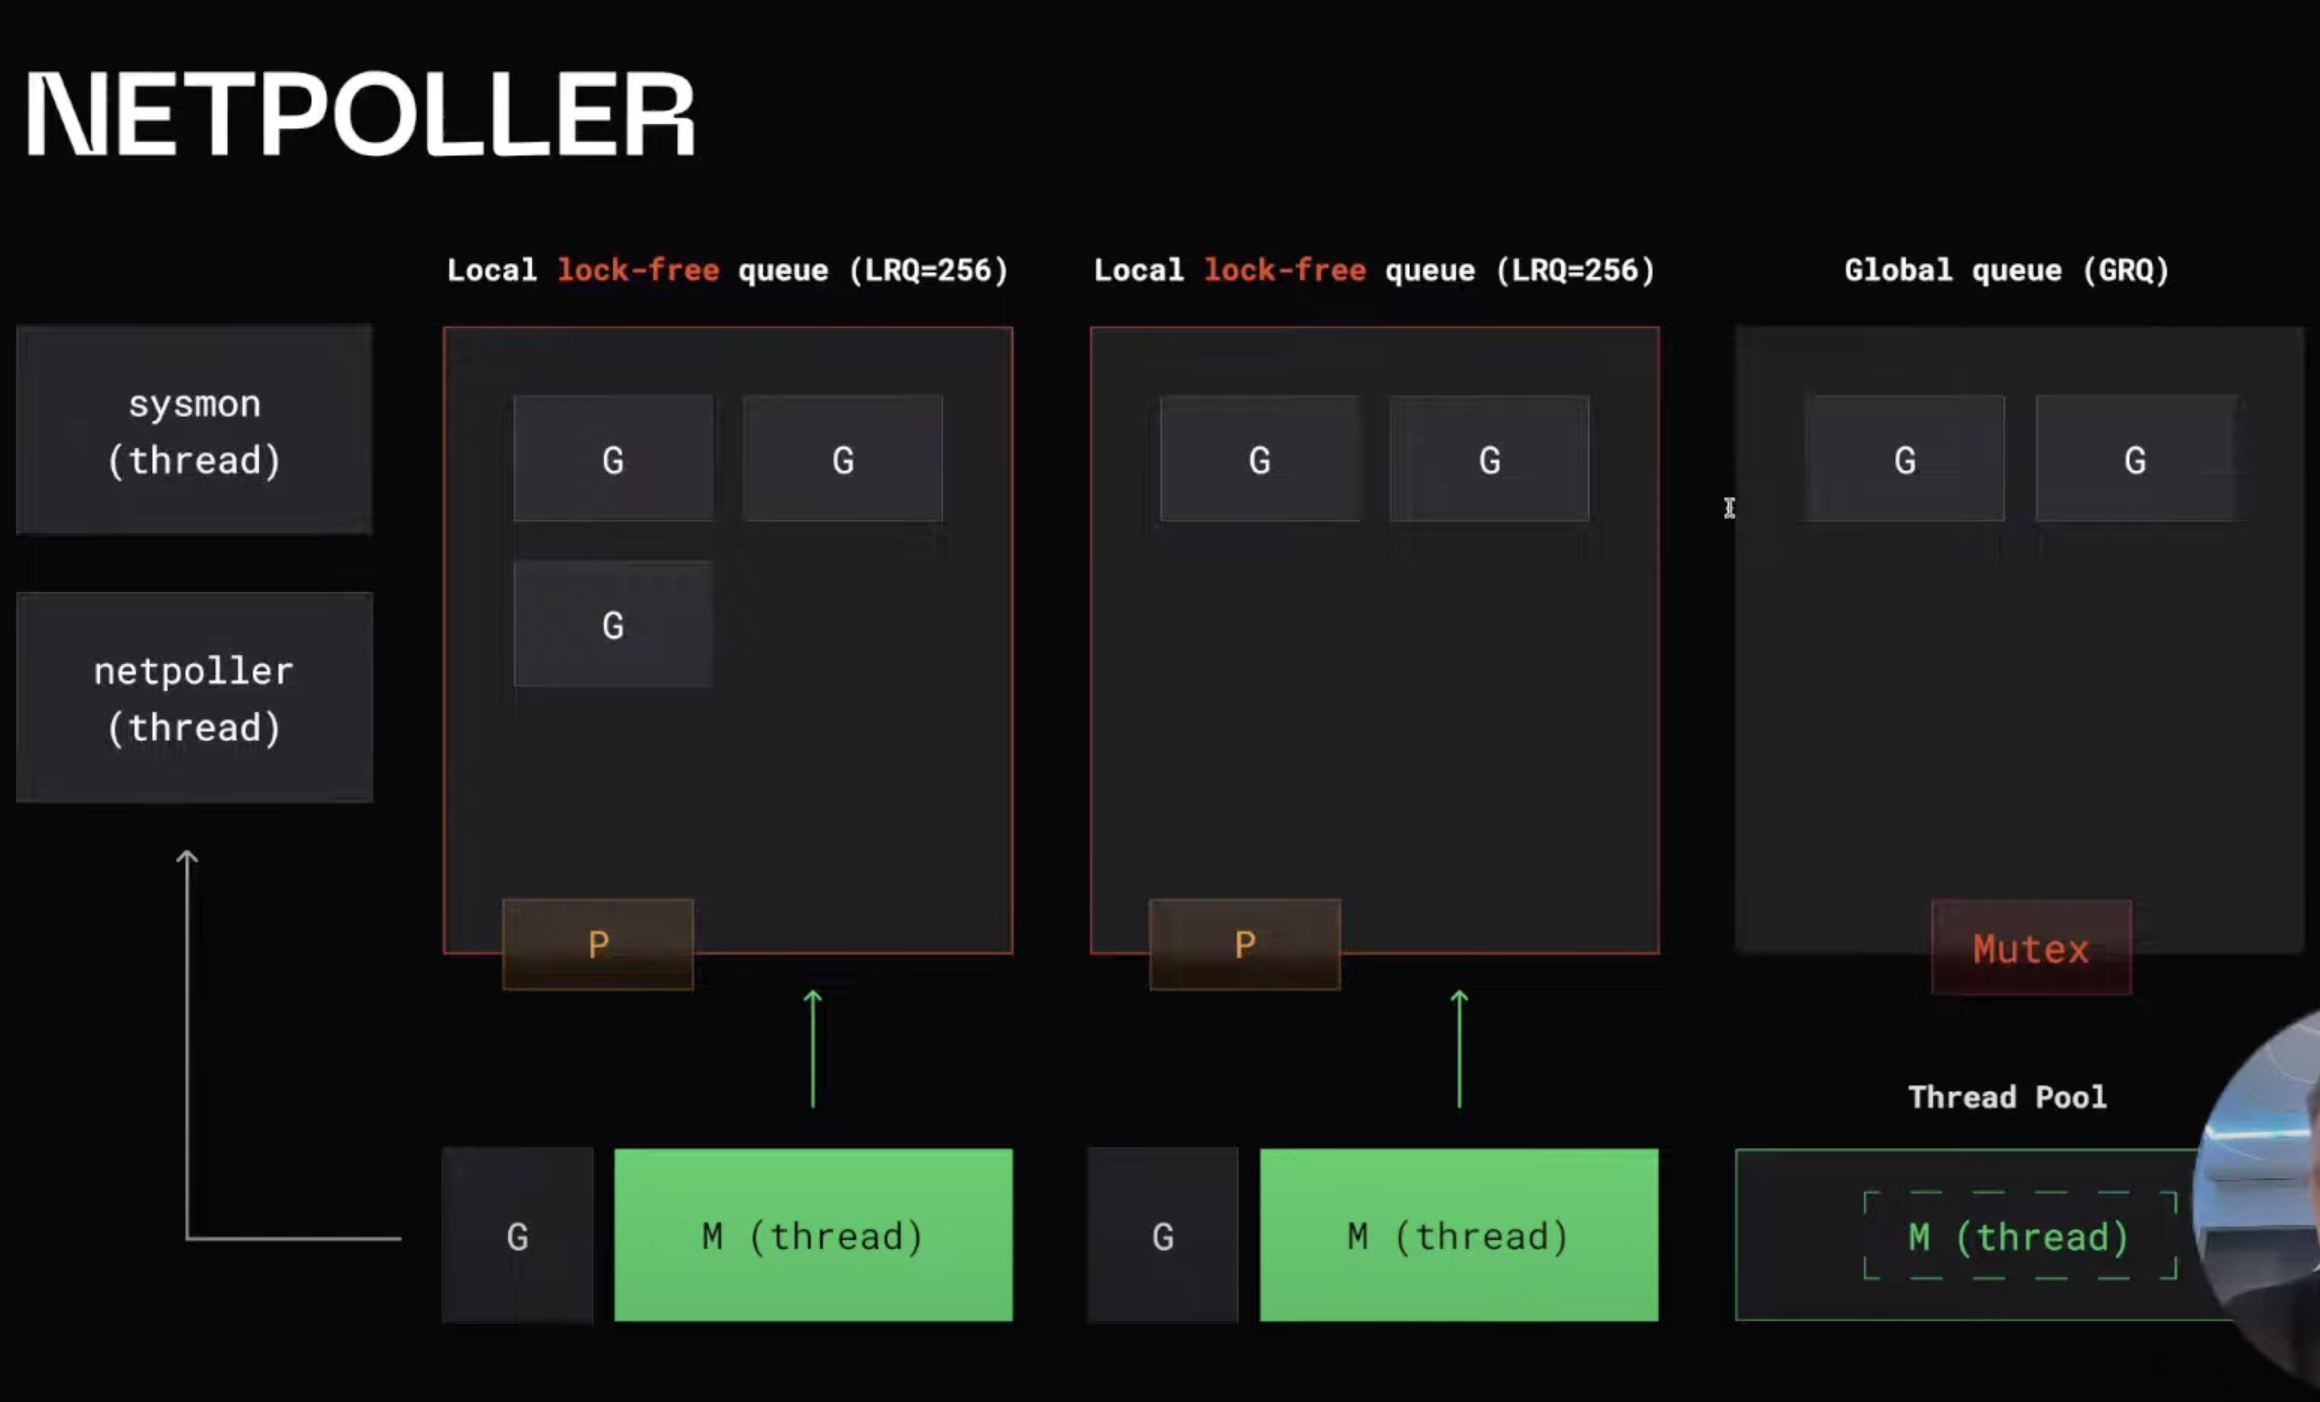 NETPOLLER
Local lock-free queue (LRQ=256)
Local lock-free queue (LRQ=256)
Global queue (GRQ)
sysmon
(thread)
netpoller
(thread)
G
G
G
P
G
G
P
G
G
Mutex
G
M (thread)
G
M (thread)
Thread Pool
M (thread)